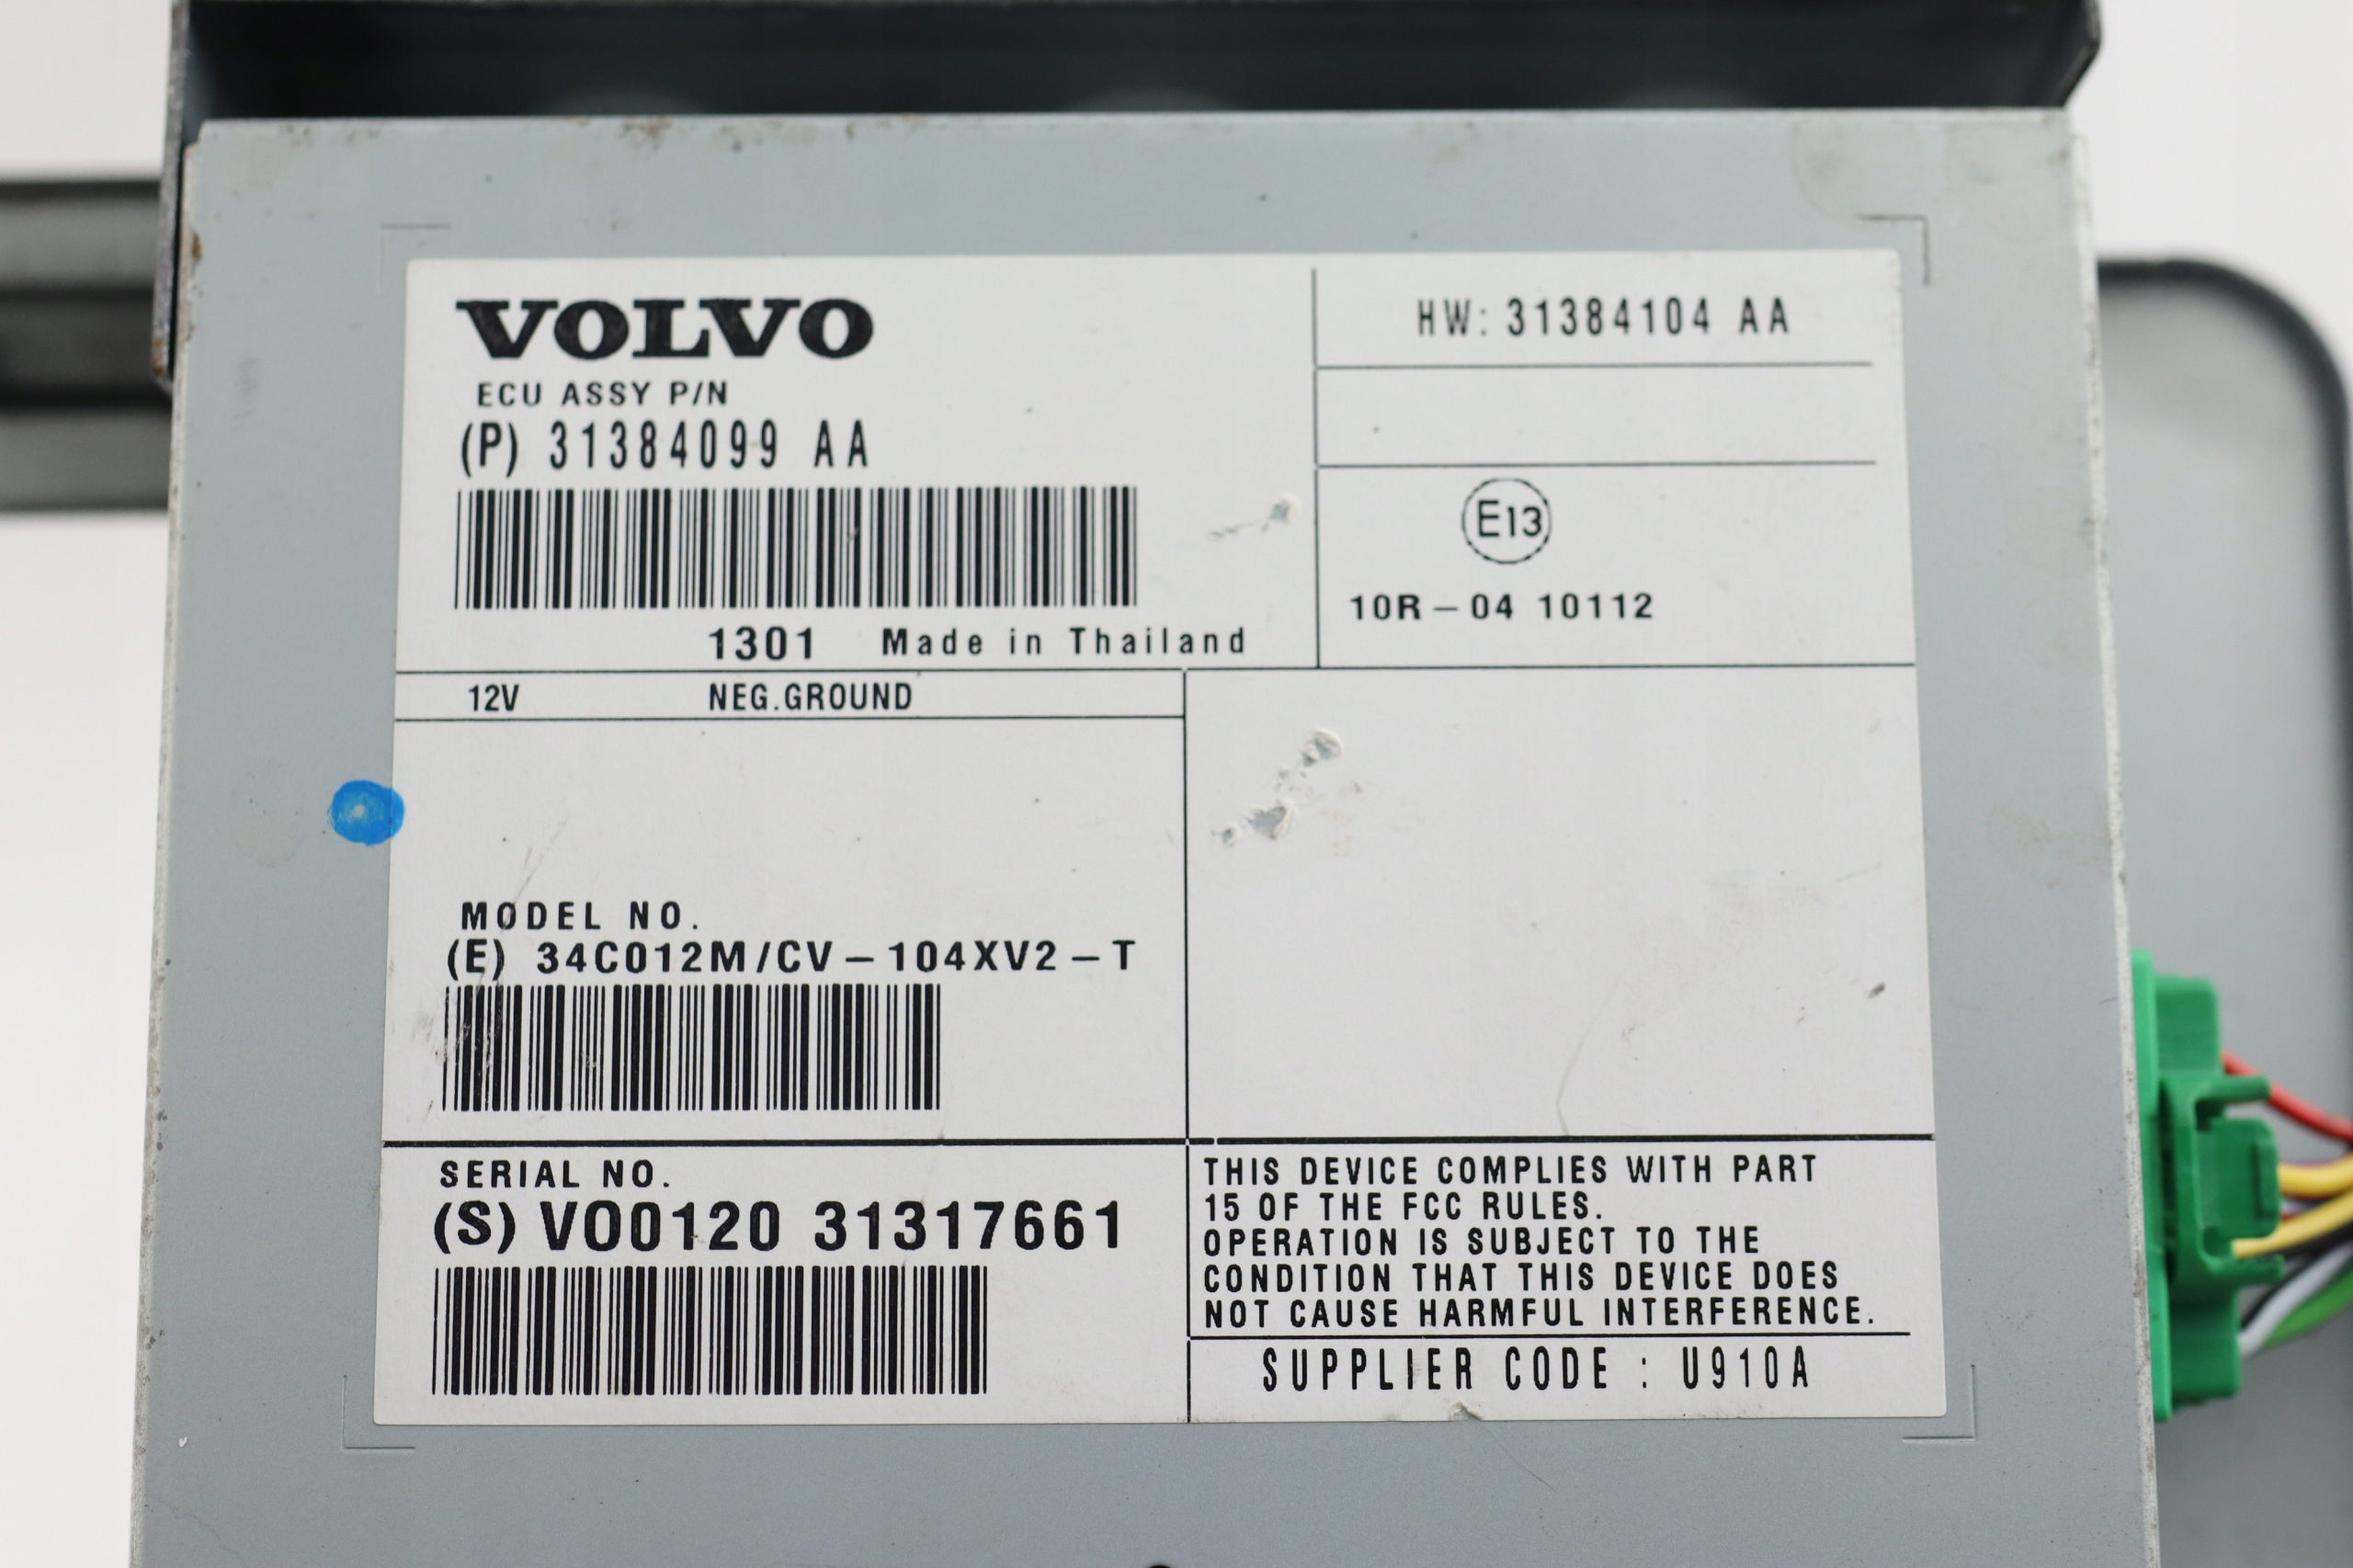 VOLVO
ECU ASSY P/N
(P) 31384099 AA
1301 Made in Thailand
HW: 31384104 AA
E13
10R-04 10112
12V NEG.GROUND
MODEL NO.
(E) 34C012M/CV-104XV2-T
SERIAL NO.
(S) VO0120 31317661
THIS DEVICE COMPLIES WITH PART
15 OF THE FCC RULES.
OPERATION IS SUBJECT TO THE
CONDITION THAT THIS DEVICE DOES
NOT CAUSE HARMFUL INTERFERENCE.
SUPPLIER CODE : U910A